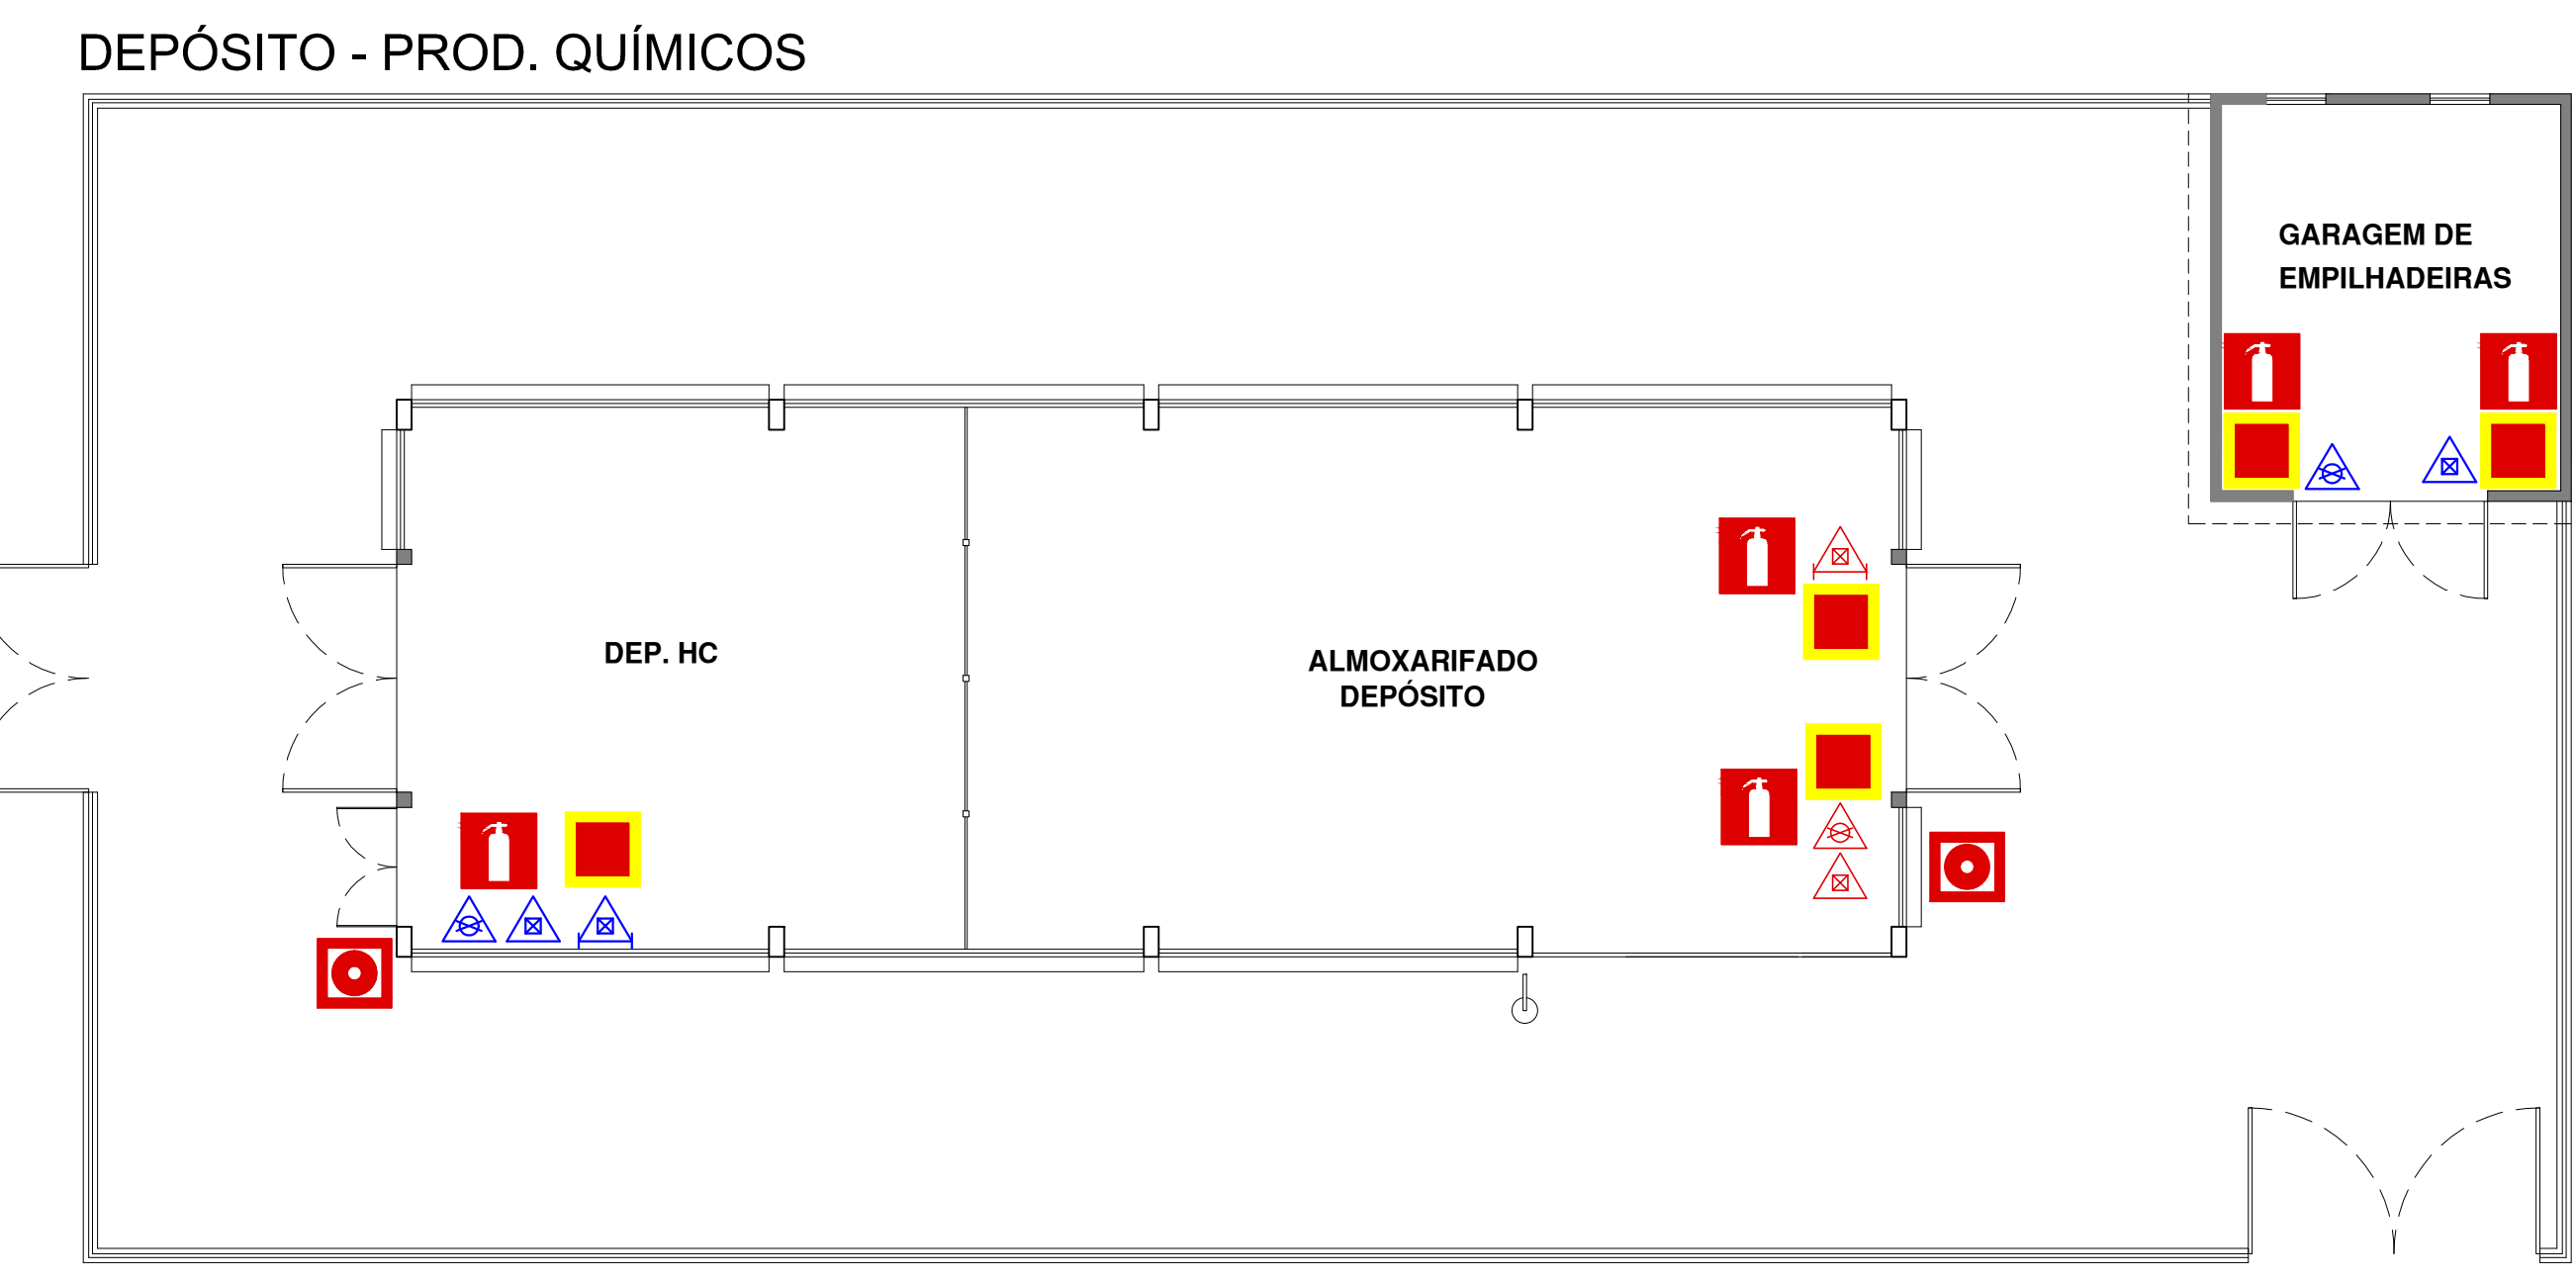 DEPÓSITO - PROD. QUÍMICOS
GARAGEM DE
EMPILHADEIRAS
DEP. HC
ALMOXARIFADO
DEPÓSITO